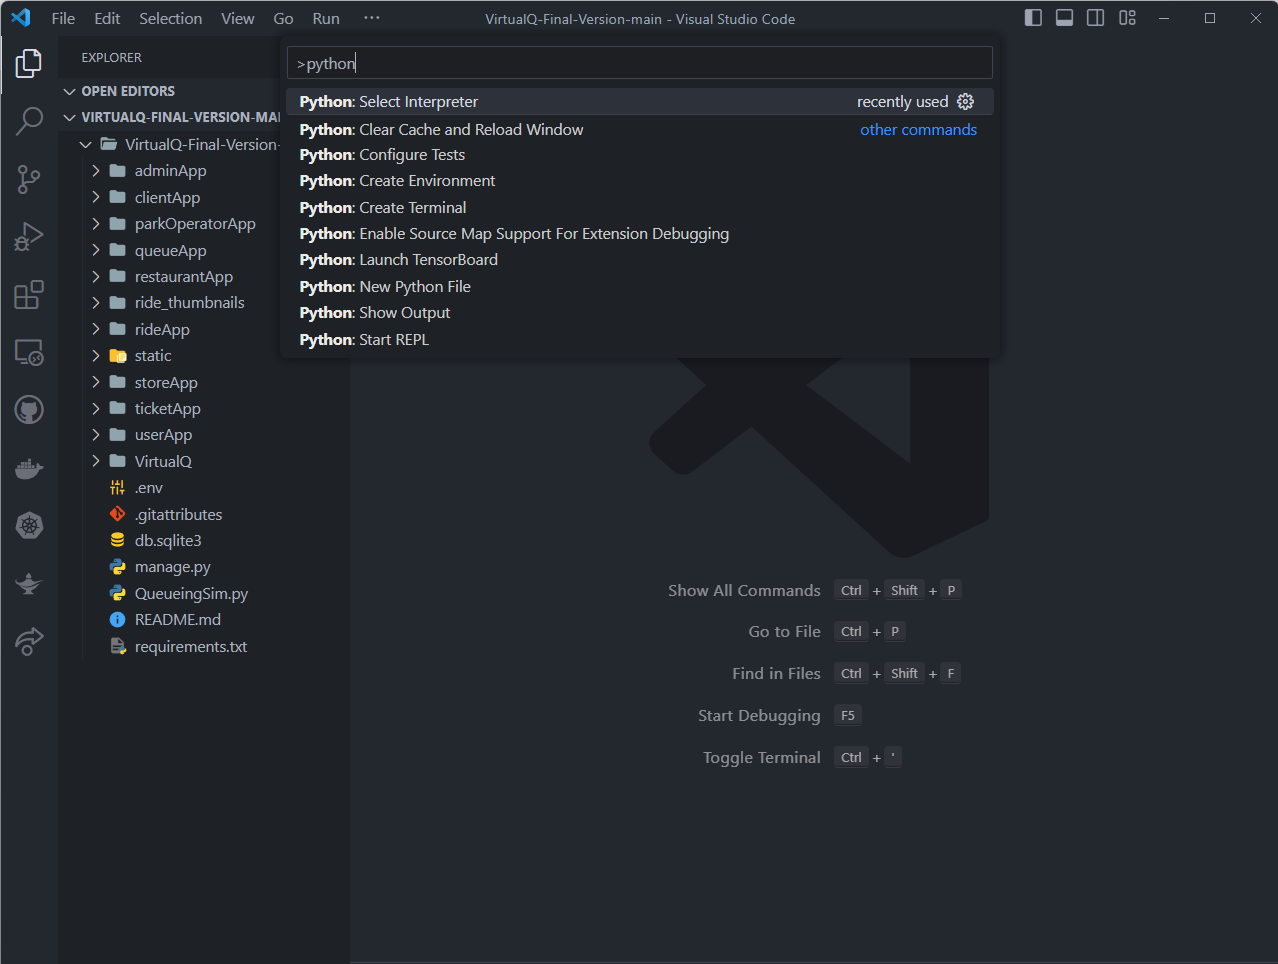 File Edit Selection View Go Run ··· VirtualQ-Final-Version-main - Visual Studio Code
EXPLORER
OPEN EDITORS
VIRTUALQ-FINAL-VERSION-MAI
VirtualQ-Final-Version-
adminApp
clientApp
parkOperatorApp
queueApp
restaurantApp
ride_thumbnails
rideApp
static
storeApp
ticketApp
userApp
VirtualQ
.env
.gitattributes
db.sqlite3
manage.py
QueueingSim.py
README.md
requirements.txt
>python
Python: Select Interpreter recently used
Python: Clear Cache and Reload Window other commands
Python: Configure Tests
Python: Create Environment
Python: Create Terminal
Python: Enable Source Map Support For Extension Debugging
Python: Launch TensorBoard
Python: New Python File
Python: Show Output
Python: Start REPL
Show All Commands Ctrl + Shift + P
Go to File Ctrl + P
Find in Files Ctrl + Shift + F
Start Debugging F5
Toggle Terminal Ctrl + '